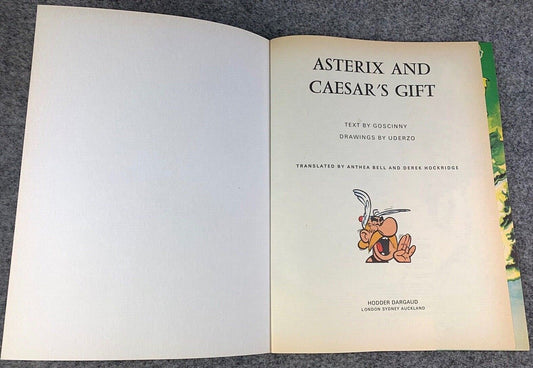 ASTERIX AND
CAESAR'S GIFT
TEXT BY GOSCINNY
DRAWINGS BY UDERZO
TRANSLATED BY ANTHEA BELL AND DEREK HOCKRIDGE
HODDER DARGAUD
LONDON SYDNEY AUCKLAND